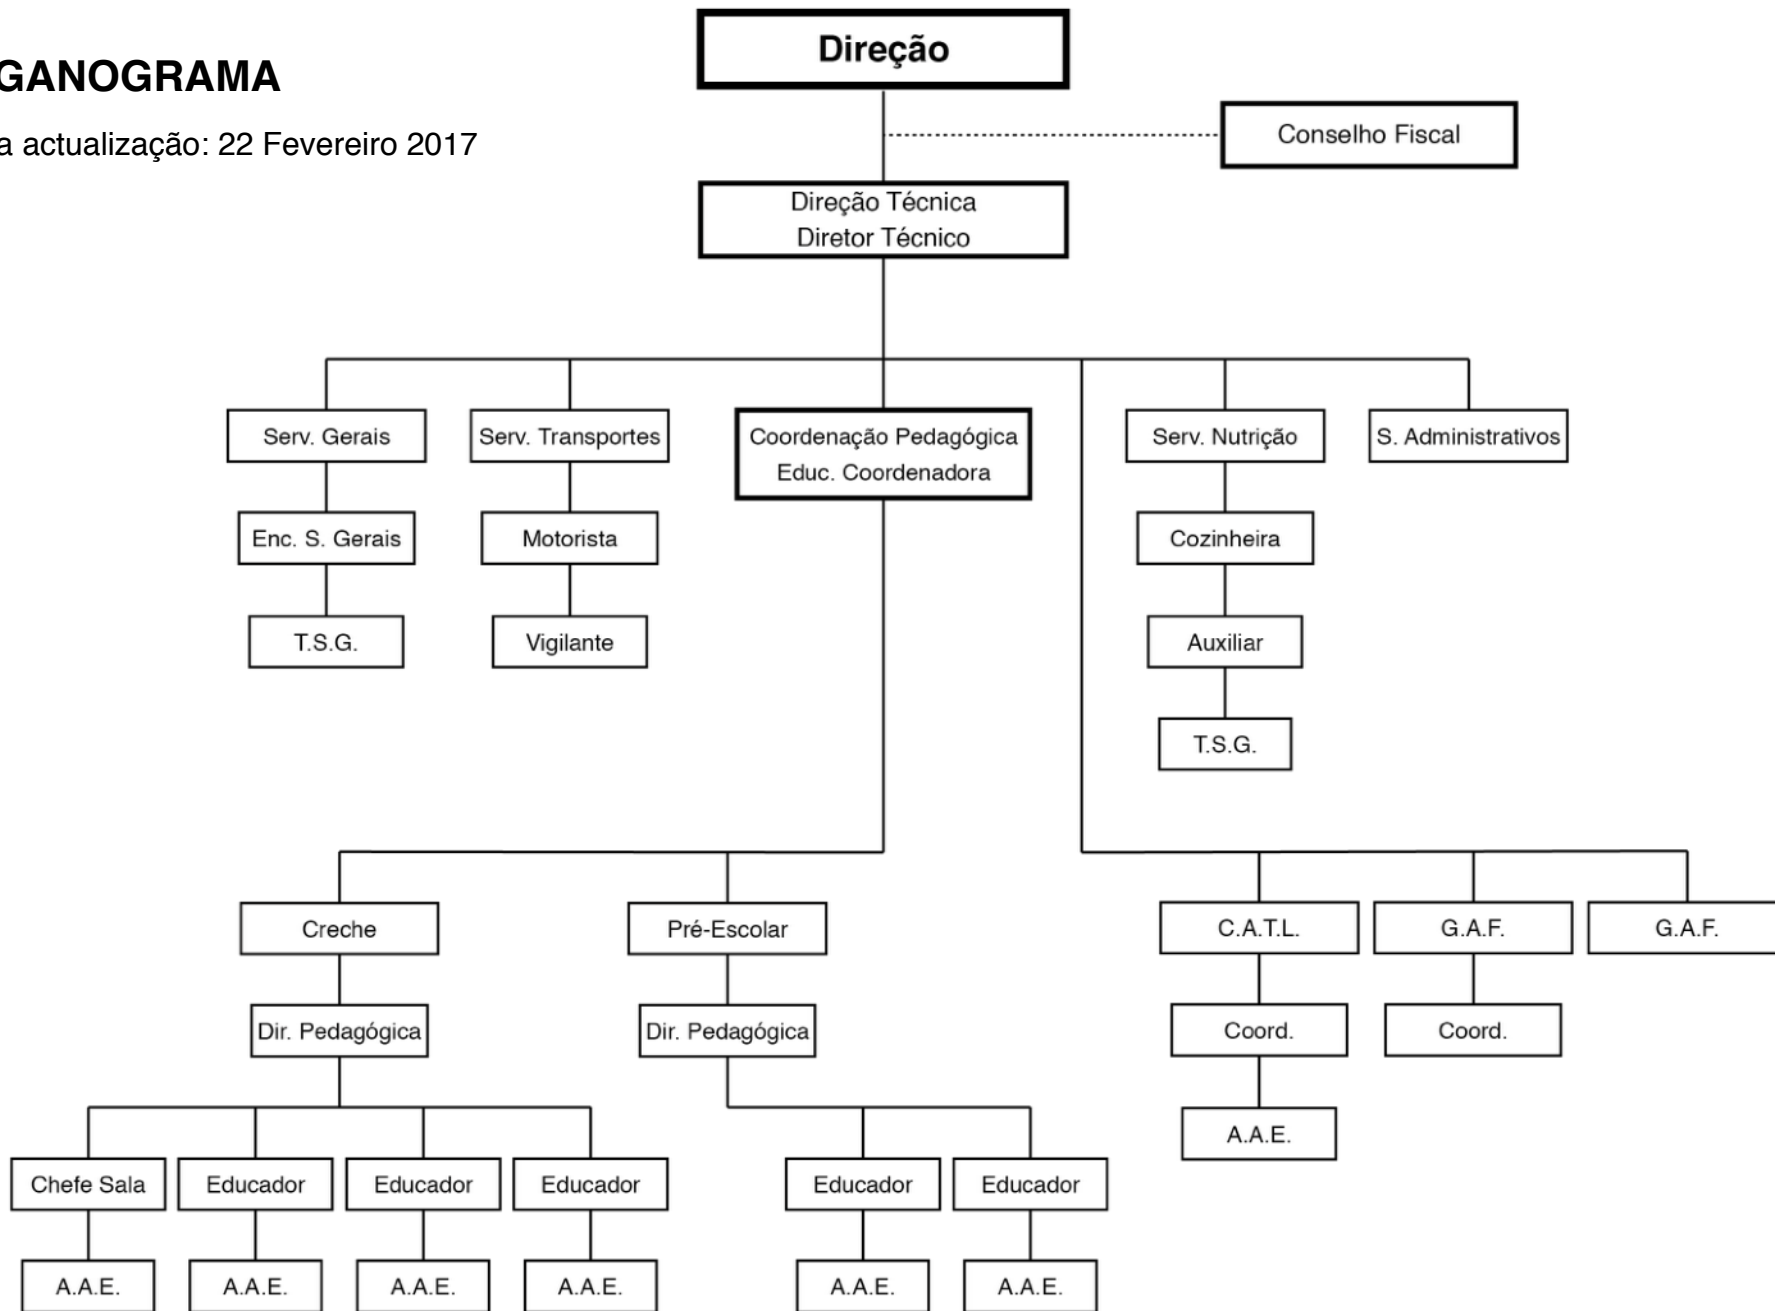 Direção
GANOGRAMA
a actualização: 22 Fevereiro 2017
Conselho Fiscal
Direção Técnica
Diretor Técnico
Serv. Gerais
Serv. Transportes
Coordenação Pedagógica
Educ. Coordenadora
Serv. Nutrição
S. Administrativos
Enc. S. Gerais
Motorista
Cozinheira
T.S.G.
Vigilante
Auxiliar
T.S.G.
Creche
Pré-Escolar
C.A.T.L.
G.A.F.
G.A.F.
Dir. Pedagógica
Dir. Pedagógica
Coord.
Coord.
A.A.E.
Chefe Sala
Educador
Educador
Educador
Educador
Educador
A.A.E.
A.A.E.
A.A.E.
A.A.E.
A.A.E.
A.A.E.